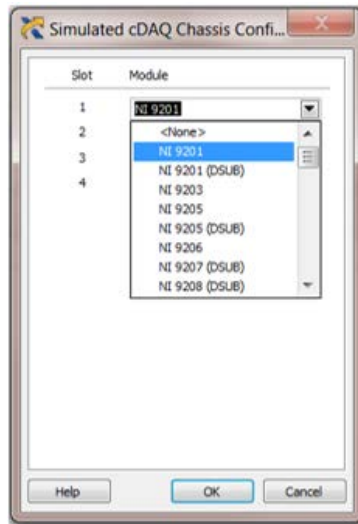 Simulated cDAQ Chassis Confi...
Slot Module
1 NI 9201
2 <None>
NI 9201
3 NI 9201 (DSUB)
4 NI 9203
NI 9205
NI 9205 (DSUB)
NI 9206
NI 9207 (DSUB)
NI 9208 (DSUB)
Help OK Cancel